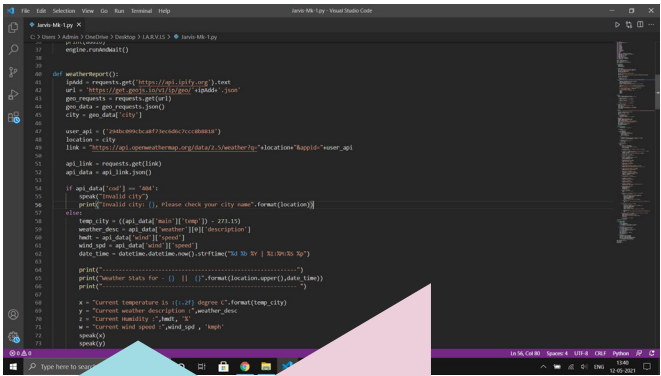 File Edit Selection View Go Run Terminal Help
Jarvis-Mk-1.py - Visual Studio Code
Jarvis-Mk-1.py ×
C: > Users > Admin > OneDrive > Desktop > J.A.R.V.I.S > Jarvis-Mk-1.py
36 print(audio)
37 engine.runAndWait()
38
39
40 def weatherReport():
41 ipAdd = requests.get('https://api.ipify.org').text
42 url = 'https://get.geojs.io/v1/ip/geo/'+ipAdd+'.json'
43 geo_requests = requests.get(url)
44 geo_data = geo_requests.json()
45 city = geo_data['city']
46
47
48 location = city
49 link = "https://api.openweathermap.org/data/2.5/weather?q="+location+"&appid="+user_api
50
51 api_link = requests.get(link)
52 api_data = api_link.json()
53
54 if api_data['cod'] == '404':
55 speak("Invalid city")
56 print("Invalid city: {}, Please check your city name".format(location))
57 else:
58 temp_city = ((api_data['main']['temp']) - 273.15)
59 weather_desc = api_data['weather'][0]['description']
60 hmdt = api_data['wind']['speed']
61 wind_spd = api_data['wind']['speed']
62 date_time = datetime.datetime.now().strftime("%d %b %Y | %I:%M:%S %p")
63
64
65 print("Weather Stats for - {} || {}".format(location.upper(),date_time))
66
67
68 x = "Current temperature is :{:.2f} degree C".format(temp_city)
69 y = "Current weather description :",weather_desc
70 z = "Current Humidity :",hmdt, '%'
71 w = "Current wind speed :",wind_spd , 'kmph'
72 speak(x)
73 speak(y)
0 0
Ln 56, Col 80 Spaces: 4 UTF-8 CRLF Python
Type here to search
ENG
13:40
12-05-2021